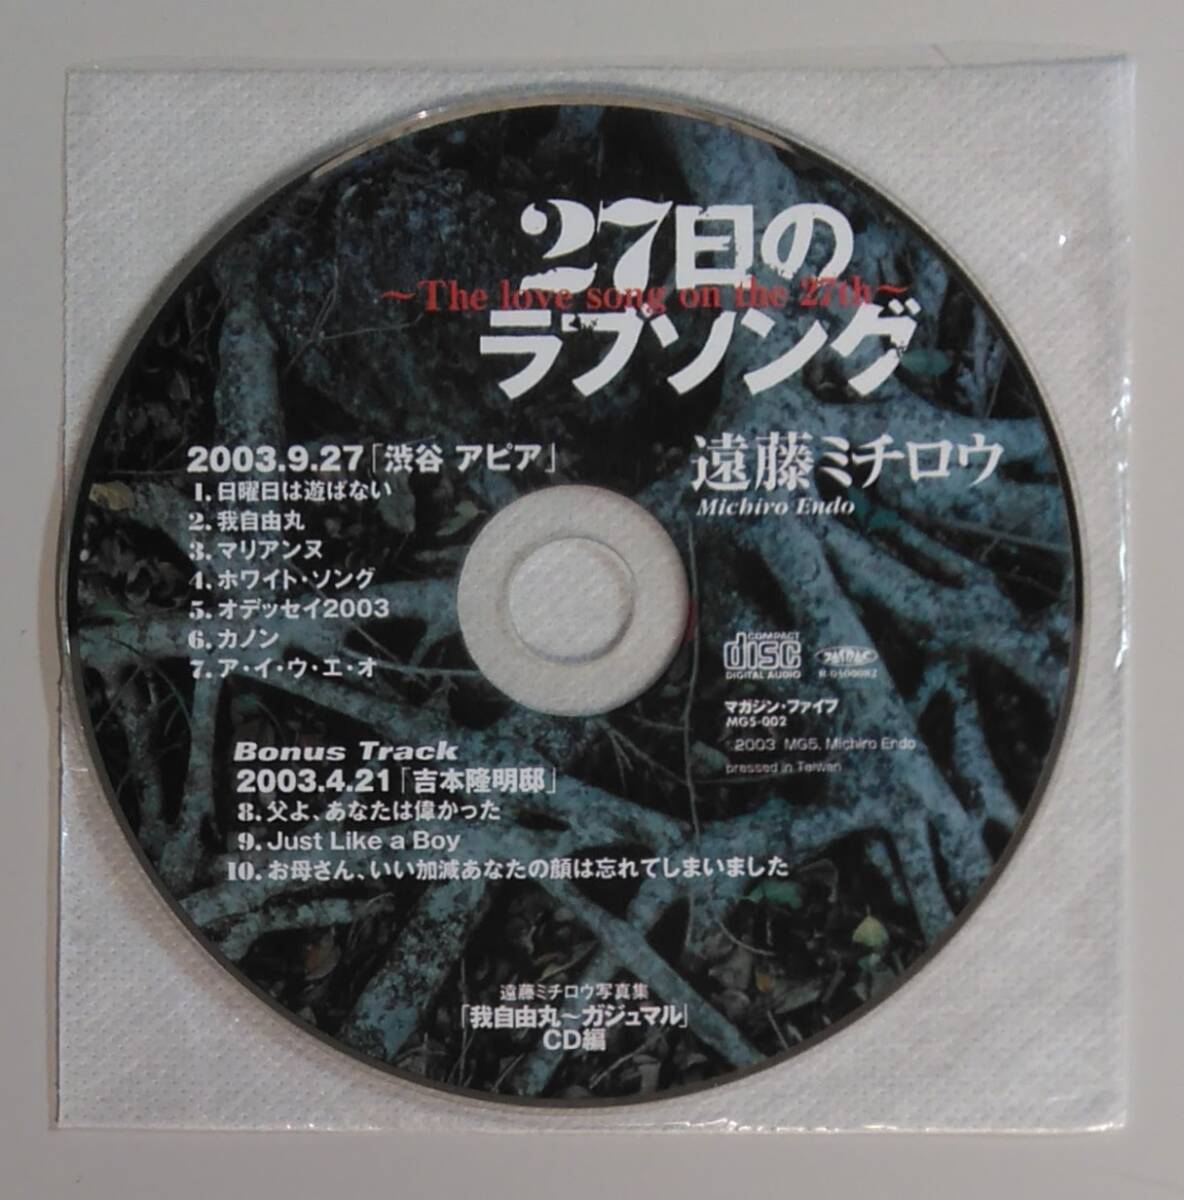 27日の
～The love song on the 27th～
ラブソング
遠藤ミチロウ
Michiro Endo
2003.9.27「渋谷 アピア」
1. 日曜日は遊ばない
2. 我自由丸
3. マリアンヌ
4. ホワイト・ソング
5. オデッセイ2003
6. カノン
7. ア・イ・ウ・エ・オ
COMPACT
disc
DIGITAL AUDIO
マガジン・ファイブ
MG5-002
©2003 MG5, Michiro Endo
pressed in Taiwan
Bonus Track
2003.4.21「吉本隆明邸」
8. 父よ、あなたは偉かった
9. Just Like a Boy
10. お母さん、いい加減あなたの顔は忘れてしまいました
遠藤ミチロウ写真集
「我自由丸～ガジュマル」
CD編